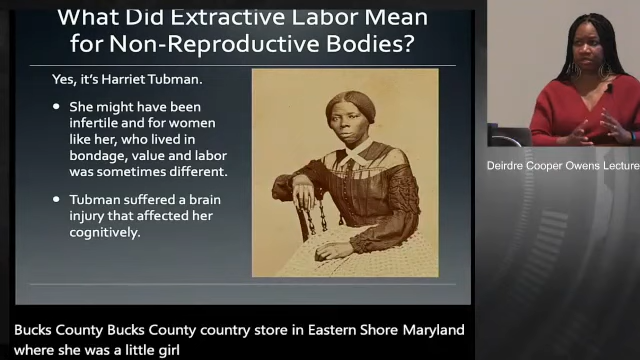 What Did Extractive Labor Mean
for Non-Reproductive Bodies?
Yes, it's Harriet Tubman.
• She might have been
infertile and for women
like her, who lived in
bondage, value and labor
was sometimes different.
• Tubman suffered a brain
injury that affected her
cognitively.
Deirdre Cooper Owens Lecture
Bucks County Bucks County country store in Eastern Shore Maryland
where she was a little girl